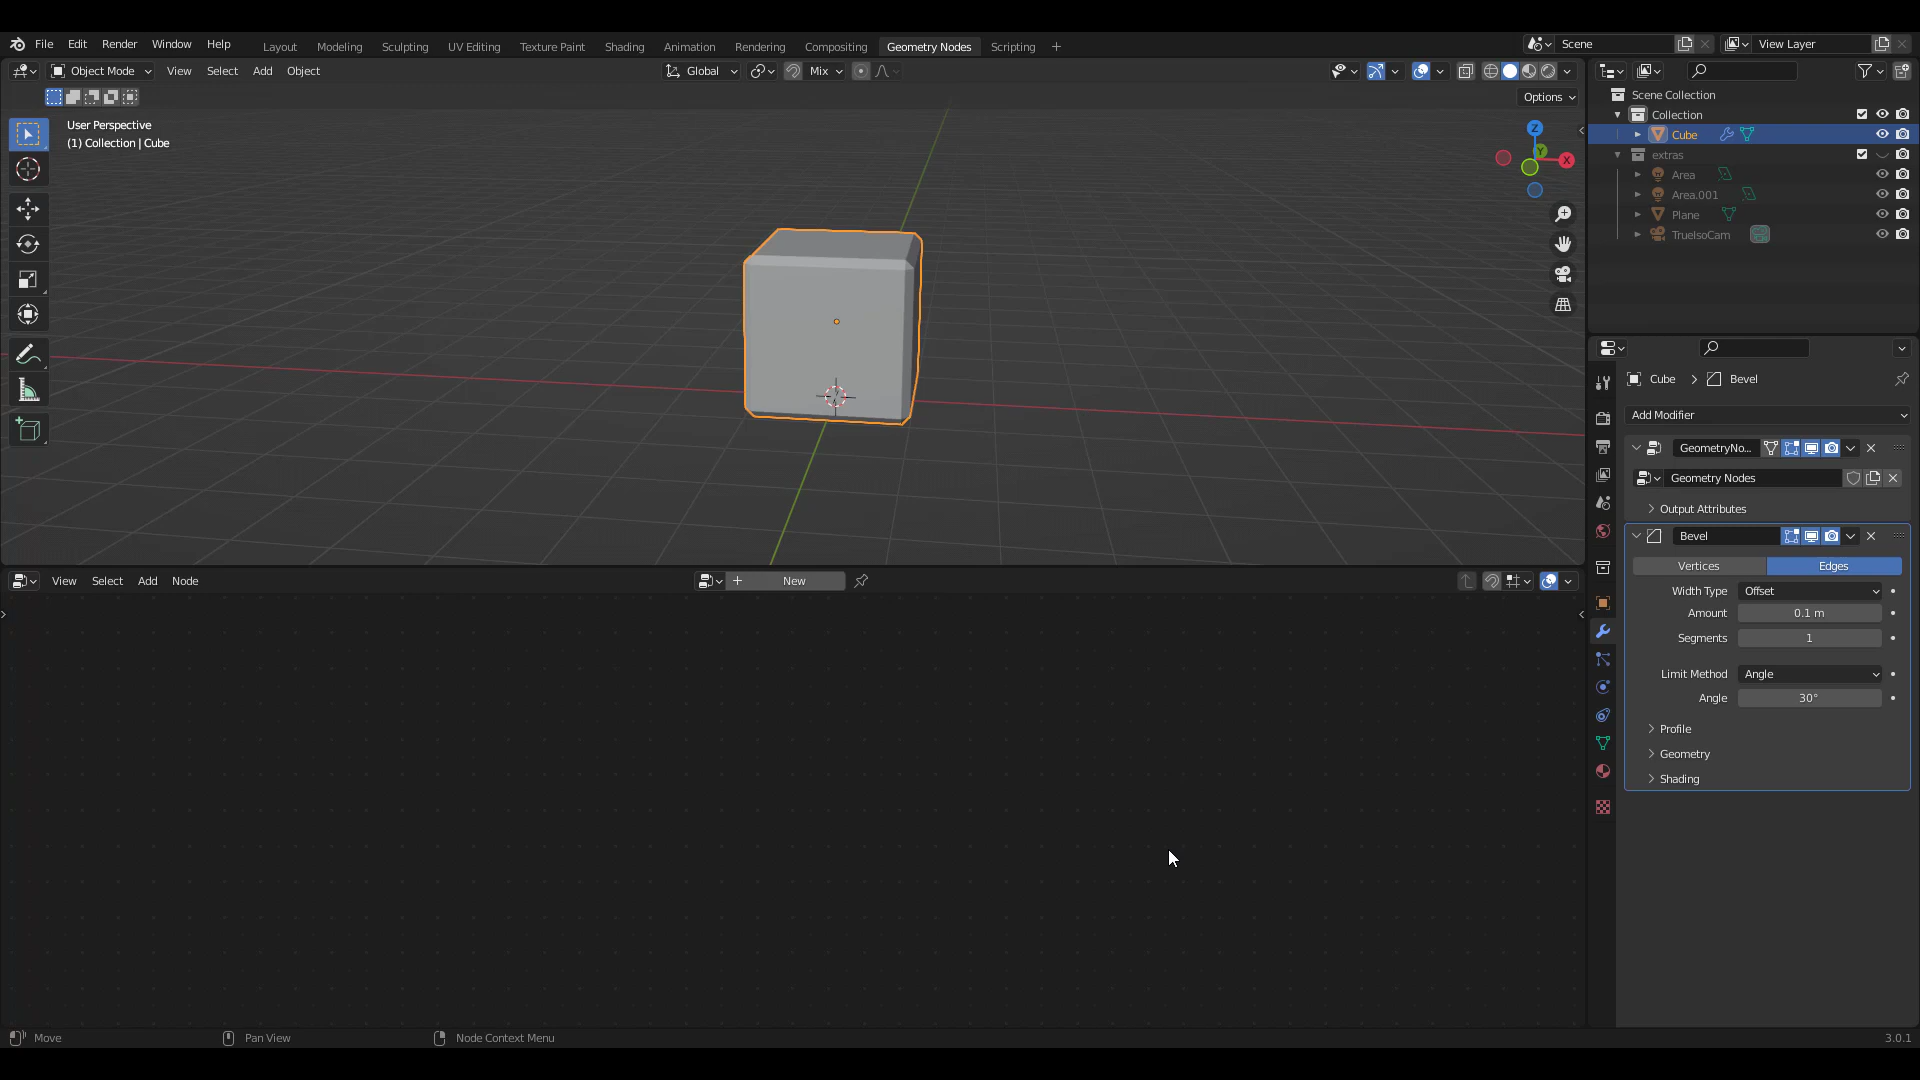 File Edit Render Window Help Layout Modeling Sculpting UV Editing Texture Paint Shading Animation Rendering Compositing Geometry Nodes Scripting + Scene View Layer
Object Mode View Select Add Object Global Mix
Options
User Perspective
(1) Collection | Cube
Z
Y
X
Scene Collection
Collection
Cube
extras
Area
Area.001
Plane
TrueIsoCam
Cube > Bevel
Add Modifier
GeometryNo...
Geometry Nodes
Output Attributes
Bevel
Vertices Edges
Width Type Offset
Amount 0.1 m
Segments 1
Limit Method Angle
Angle 30°
Profile
Geometry
Shading
View Select Add Node + New
Move Pan View Node Context Menu 3.0.1